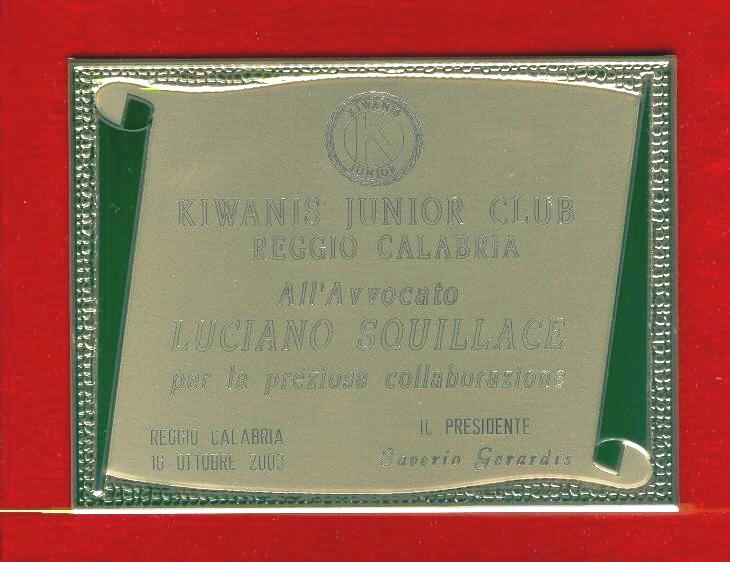 KIWANIS
K
JUNIOR
KIWANIS JUNIOR CLUB
REGGIO CALABRIA
All'Avvocato
LUCIANO SQUILLACE
per la preziosa collaborazione
REGGIO CALABRIA
16 OTTOBRE 2003
IL PRESIDENTE
Saverio Gerardis